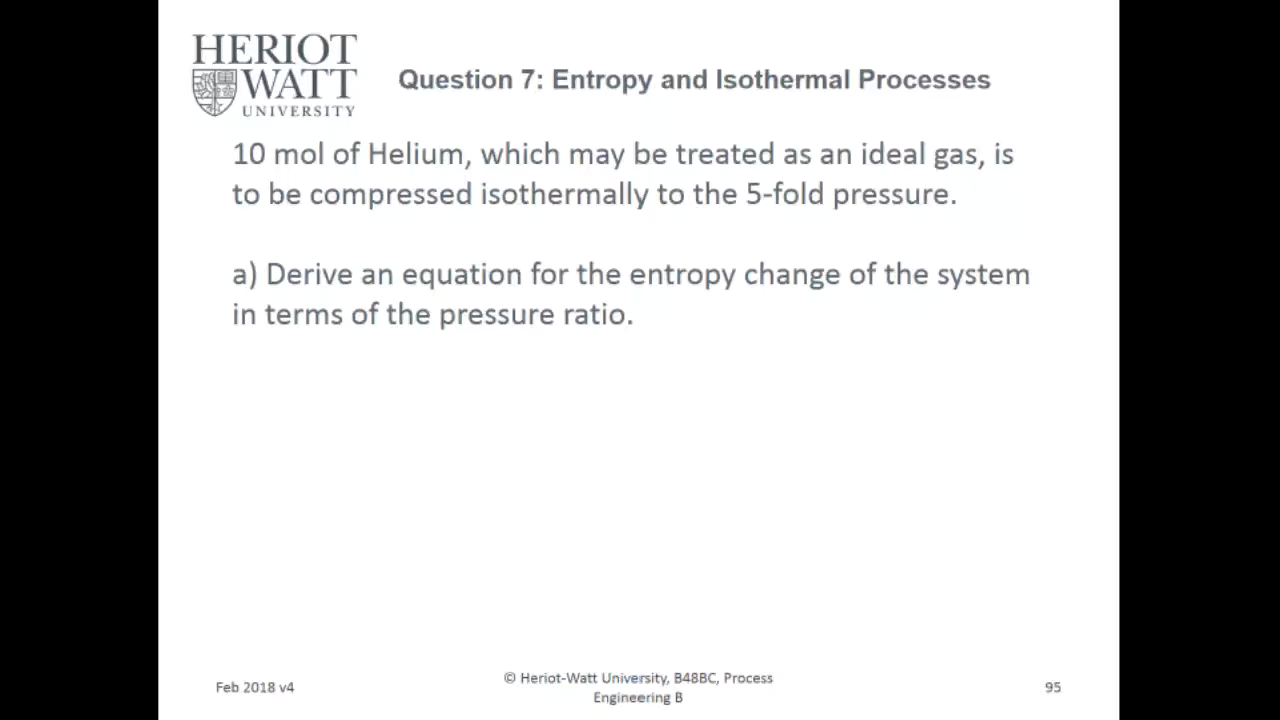 HERIOT
WATT
UNIVERSITY
Question 7: Entropy and Isothermal Processes
10 mol of Helium, which may be treated as an ideal gas, is
to be compressed isothermally to the 5-fold pressure.
a) Derive an equation for the entropy change of the system
in terms of the pressure ratio.
Feb 2018 v4
© Heriot-Watt University, B48BC, Process
Engineering B
95